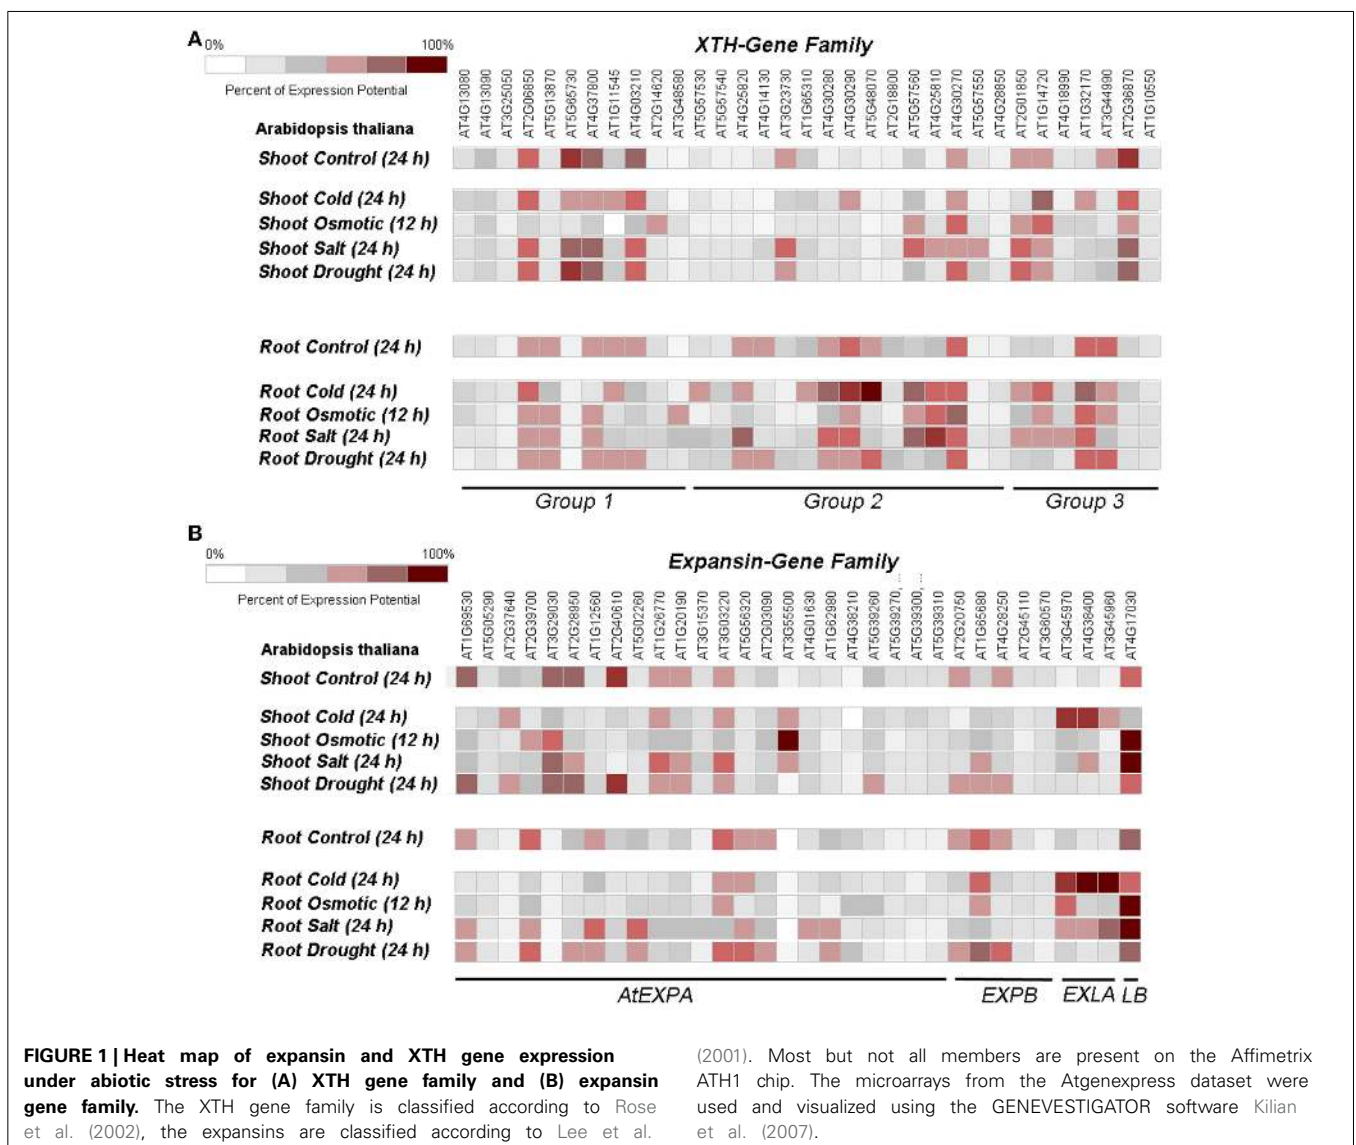 A 0% 100% XTH-Gene Family
Percent of Expression Potential
AT4G13080
AT4G13090
AT3G25050
AT2G06850
AT5G13870
AT5G65730
AT4G37800
AT1G11545
AT4G03210
AT2G14620
AT3G48580
AT5G57530
AT5G57540
AT4G25820
AT4G14130
AT3G23730
AT1G65310
AT4G30280
AT4G30290
AT5G48070
AT2G18800
AT5G57560
AT4G25810
AT4G30270
AT5G57550
AT4G28850
AT2G01850
AT1G14720
AT4G18990
AT1G32170
AT3G44990
AT2G36870
AT1G10550
Arabidopsis thaliana
Shoot Control (24 h)
Shoot Cold (24 h)
Shoot Osmotic (12 h)
Shoot Salt (24 h)
Shoot Drought (24 h)
Root Control (24 h)
Root Cold (24 h)
Root Osmotic (12 h)
Root Salt (24 h)
Root Drought (24 h)
Group 1 Group 2 Group 3
B 0% 100% Expansin-Gene Family
Percent of Expression Potential
AT1G69530
AT5G05290
AT2G37640
AT2G39700
AT3G29030
AT2G28950
AT1G12560
AT2G40610
AT5G02260
AT1G26770
AT1G20190
AT3G15370
AT3G03220
AT5G56320
AT2G03090
AT3G55500
AT4G01630
AT1G62980
AT4G38210
AT5G39260
AT5G39270, ...
AT5G39300, ...
AT5G39310
AT2G20750
AT1G65680
AT4G28250
AT2G45110
AT3G60570
AT3G45970
AT4G38400
AT3G45960
AT4G17030
Arabidopsis thaliana
Shoot Control (24 h)
Shoot Cold (24 h)
Shoot Osmotic (12 h)
Shoot Salt (24 h)
Shoot Drought (24 h)
Root Control (24 h)
Root Cold (24 h)
Root Osmotic (12 h)
Root Salt (24 h)
Root Drought (24 h)
AtEXPA EXPB EXLA LB
FIGURE 1 | Heat map of expansin and XTH gene expression
under abiotic stress for (A) XTH gene family and (B) expansin
gene family. The XTH gene family is classified according to Rose
et al. (2002), the expansins are classified according to Lee et al.
(2001). Most but not all members are present on the Affimetrix
ATH1 chip. The microarrays from the Atgenexpress dataset were
used and visualized using the GENEVESTIGATOR software Kilian
et al. (2007).